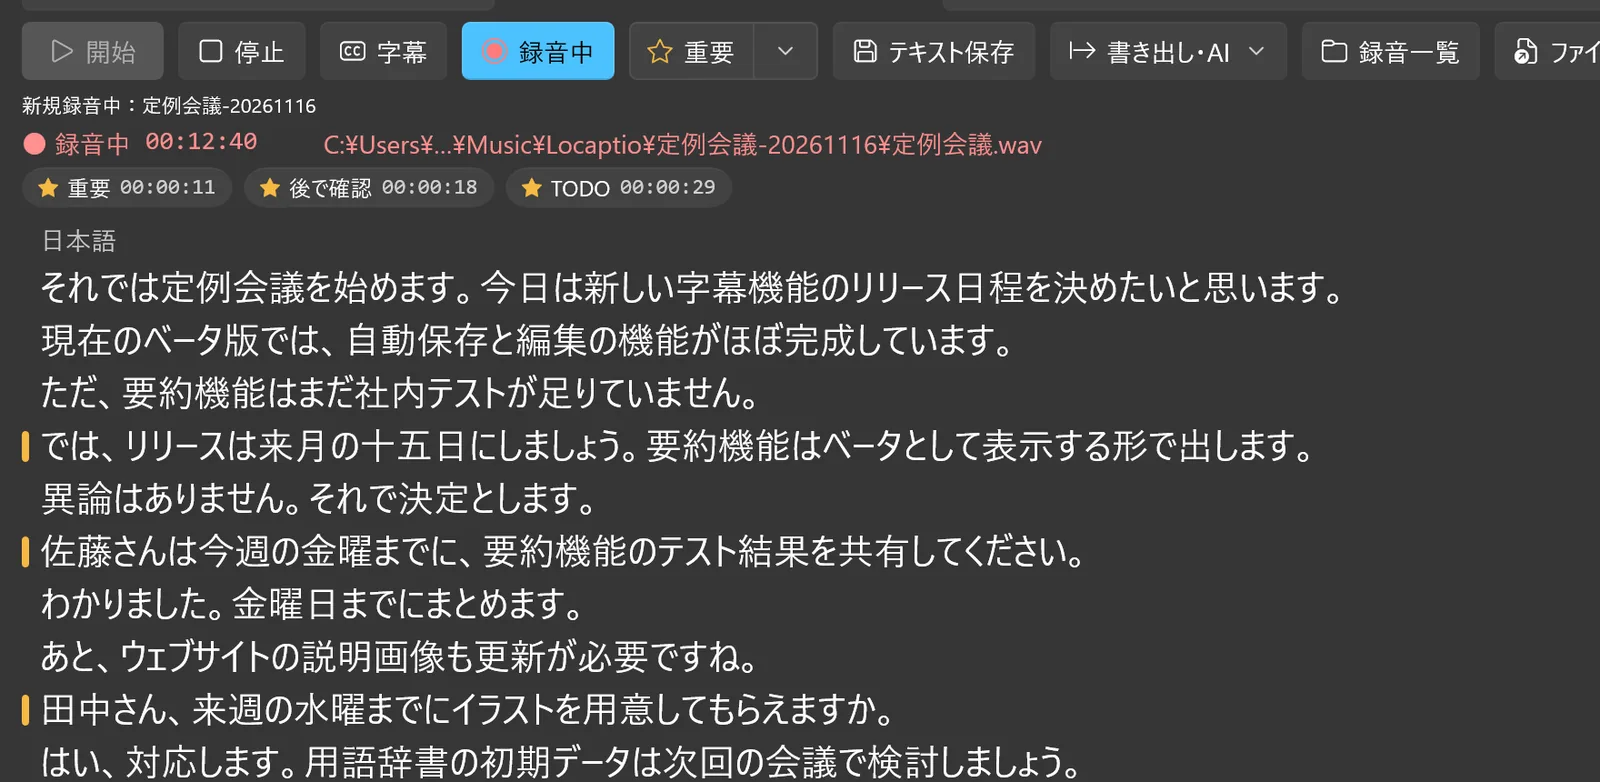 開始 停止 字幕 録音中 重要 テキスト保存 書き出し・AI 録音一覧 ファイ
新規録音中：定例会議-20261116
録音中 00:12:40 C:¥Users¥...¥Music¥Locaptio¥定例会議-20261116¥定例会議.wav
重要 00:00:11 後で確認 00:00:18 TODO 00:00:29
日本語
それでは定例会議を始めます。今日は新しい字幕機能のリリース日程を決めたいと思います。
現在のベータ版では、自動保存と編集の機能がほぼ完成しています。
ただ、要約機能はまだ社内テストが足りていません。
では、リリースは来月の十五日にしましょう。要約機能はベータとして表示する形で出します。
異論はありません。それで決定とします。
佐藤さんは今週の金曜までに、要約機能のテスト結果を共有してください。
わかりました。金曜日までにまとめます。
あと、ウェブサイトの説明画像も更新が必要ですね。
田中さん、来週の水曜までにイラストを用意してもらえますか。
はい、対応します。用語辞書の初期データは次回の会議で検討しましょう。